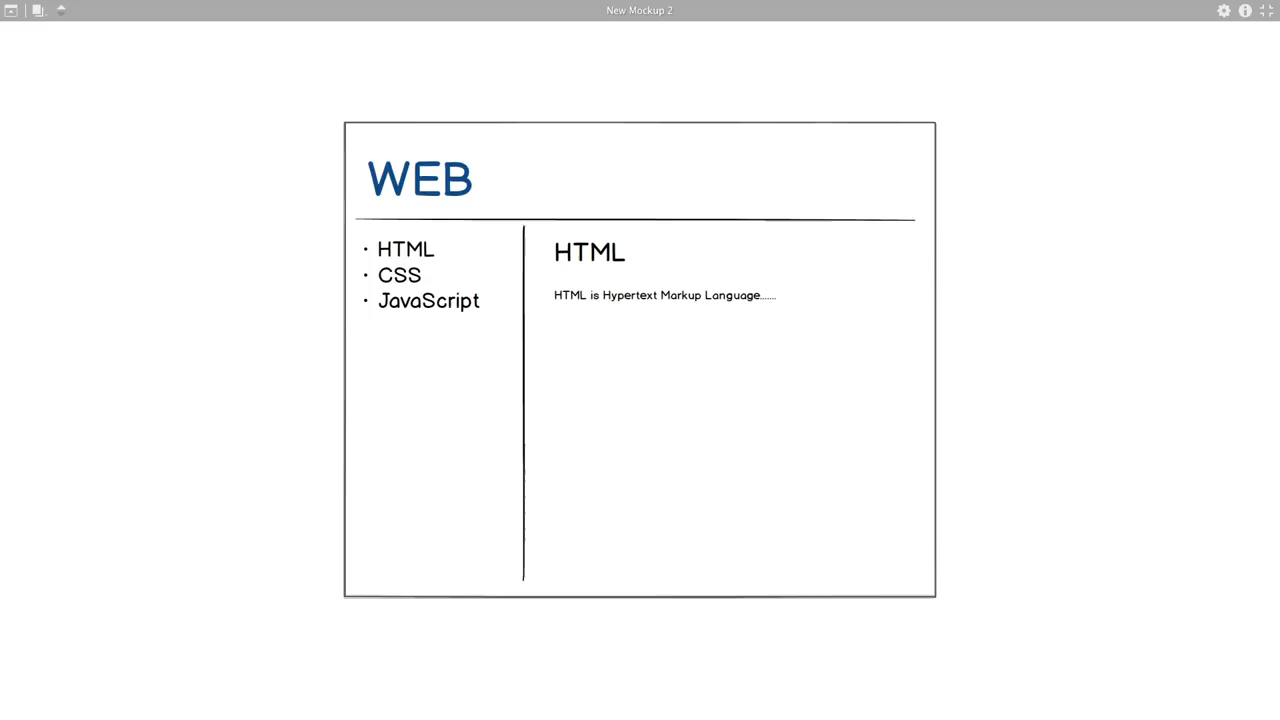 New Mockup 2
WEB
• HTML
• CSS
• JavaScript
HTML
HTML is Hypertext Markup Language.......